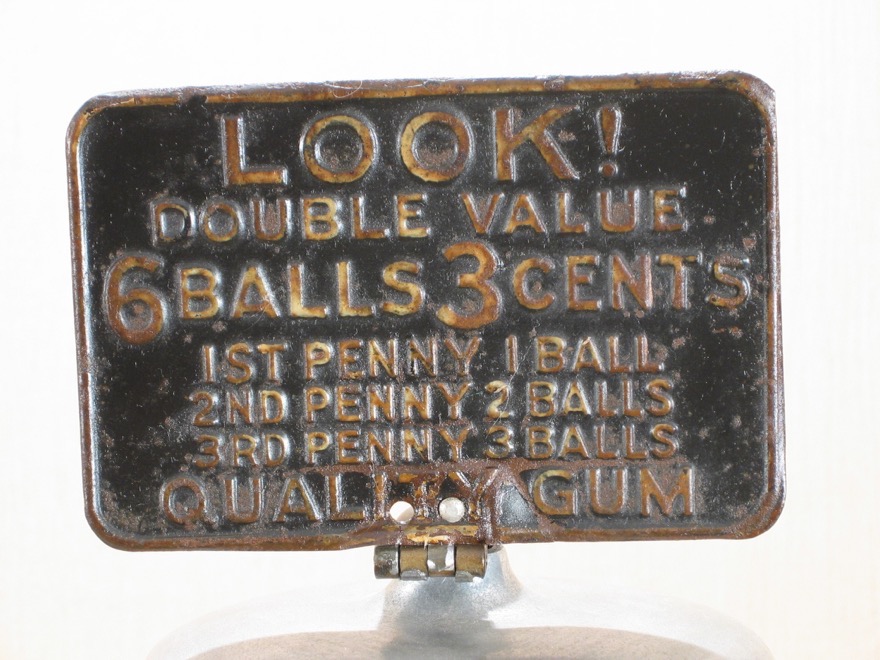 LOOK!
DOUBLE VALUE
6 BALLS 3 CENTS
1ST PENNY 1 BALL
2ND PENNY 2 BALLS
3RD PENNY 3 BALLS
QUALITY GUM